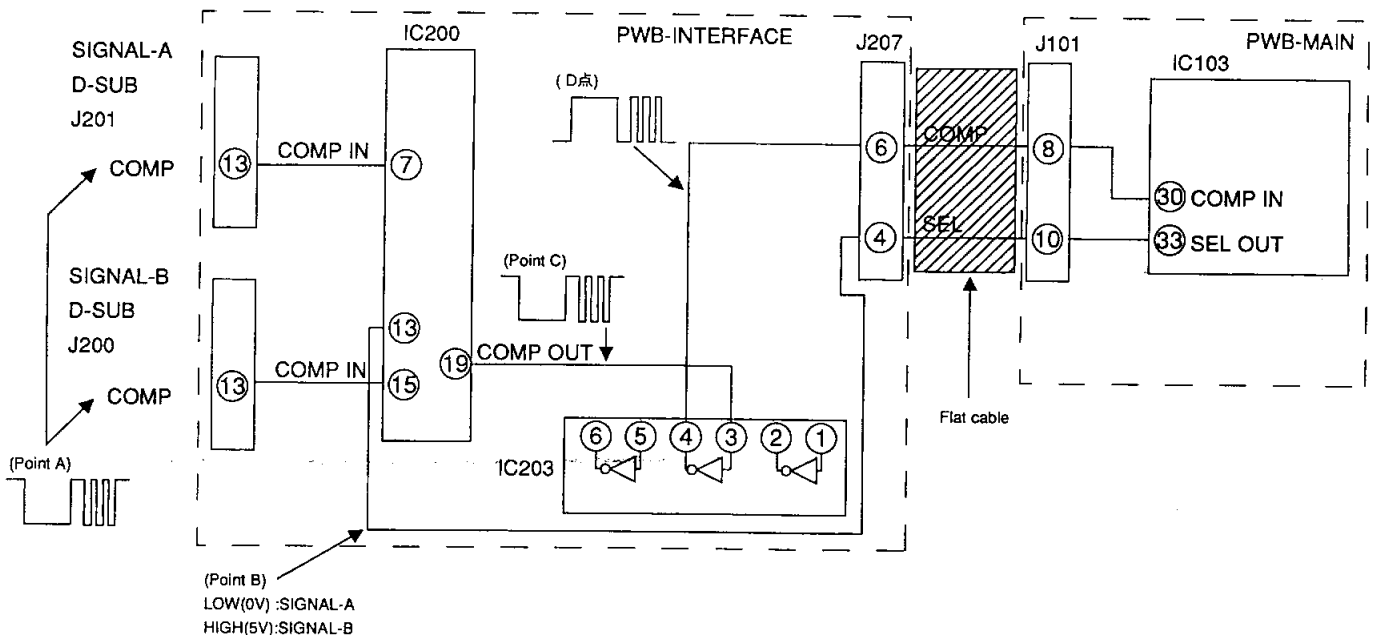 SIGNAL-A
D-SUB
J201
COMP
13
COMP IN
7
IC200
PWB-INTERFACE
(D点)
J207
6
4
COMP
SEL
J101
8
10
PWB-MAIN
IC103
30 COMP IN
33 SEL OUT
SIGNAL-B
D-SUB
J200
COMP
13
COMP IN
13
15
19
COMP OUT
(Point C)
Flat cable
IC203
6 5 4 3 2 1
(Point A)
(Point B)
LOW(0V) :SIGNAL-A
HIGH(5V):SIGNAL-B